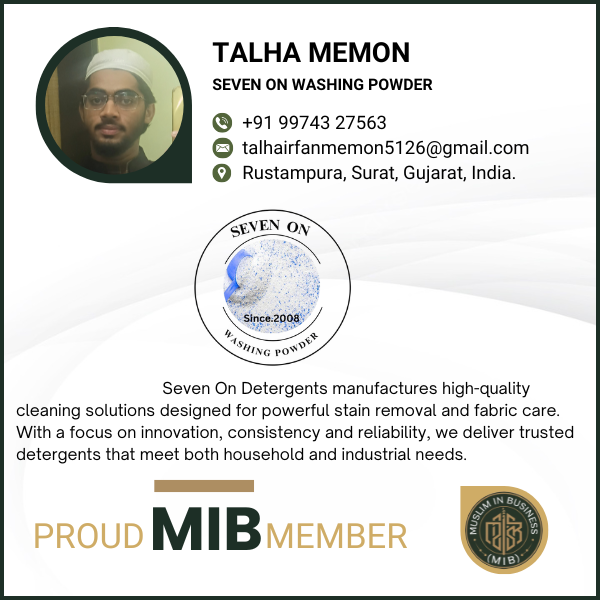 TALHA MEMON
SEVEN ON WASHING POWDER
+91 99743 27563
talhairfanmemon5126@gmail.com
Rustampura, Surat, Gujarat, India.
SEVEN ON
Since.2008
WASHING POWDER
Seven On Detergents manufactures high-quality
cleaning solutions designed for powerful stain removal and fabric care.
With a focus on innovation, consistency and reliability, we deliver trusted
detergents that meet both household and industrial needs.
PROUD MIB MEMBER
MUSLIM IN BUSINESS
(MIB)